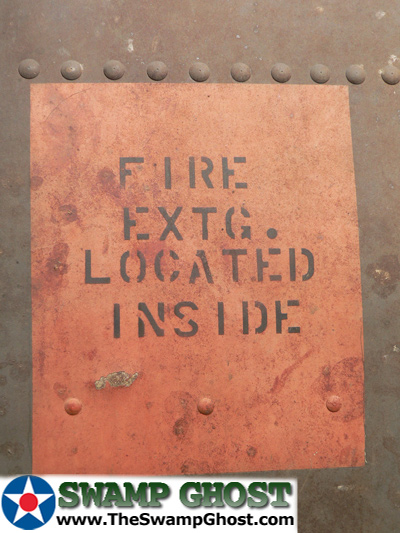 FIRE
EXTG.
LOCATED
INSIDE
SWAMP GHOST
www.TheSwampGhost.com